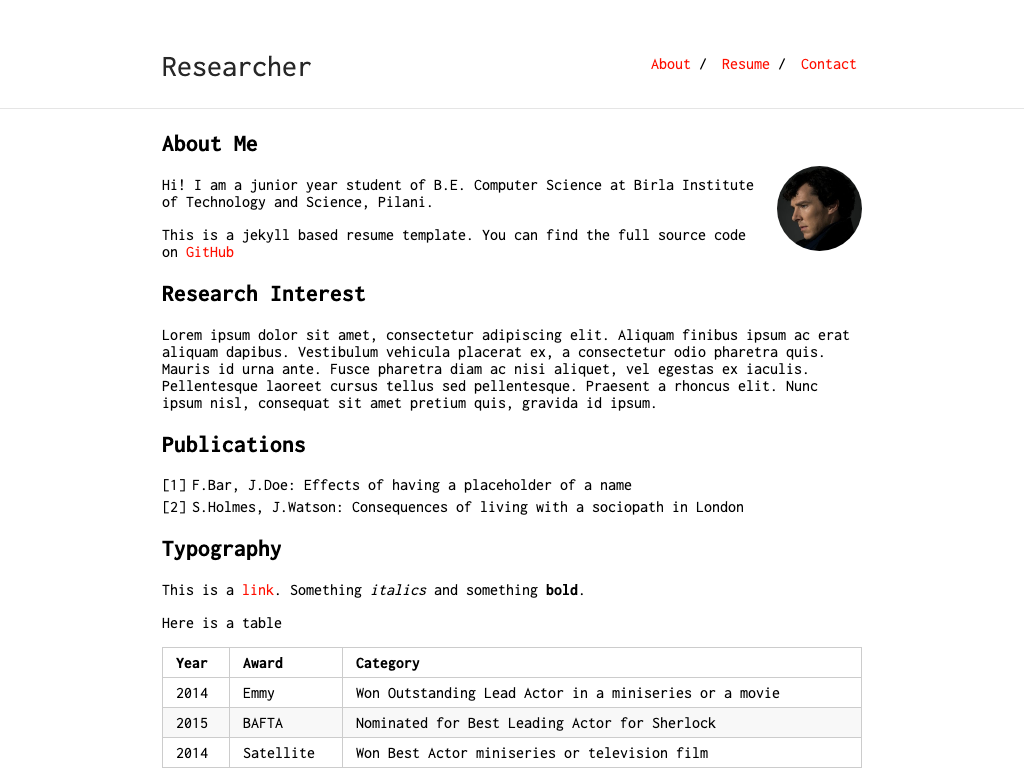 Researcher
About / Resume / Contact
About Me
Hi! I am a junior year student of B.E. Computer Science at Birla Institute
of Technology and Science, Pilani.
This is a jekyll based resume template. You can find the full source code
on GitHub
Research Interest
Lorem ipsum dolor sit amet, consectetur adipiscing elit. Aliquam finibus ipsum ac erat
aliquam dapibus. Vestibulum vehicula placerat ex, a consectetur odio pharetra quis.
Mauris id urna ante. Fusce pharetra diam ac nisi aliquet, vel egestas ex iaculis.
Pellentesque laoreet cursus tellus sed pellentesque. Praesent a rhoncus elit. Nunc
ipsum nisl, consequat sit amet pretium quis, gravida id ipsum.
Publications
[1] F.Bar, J.Doe: Effects of having a placeholder of a name
[2] S.Holmes, J.Watson: Consequences of living with a sociopath in London
Typography
This is a link. Something italics and something bold.
Here is a table
Year Award Category
2014 Emmy Won Outstanding Lead Actor in a miniseries or a movie
2015 BAFTA Nominated for Best Leading Actor for Sherlock
2014 Satellite Won Best Actor miniseries or television film